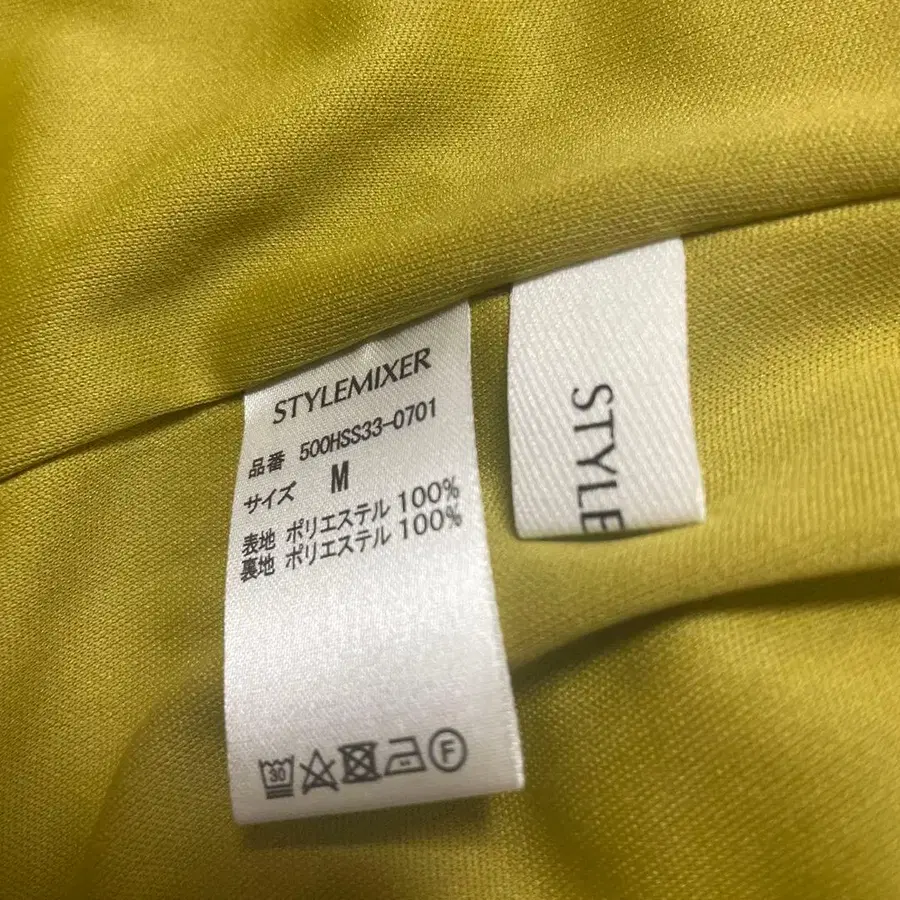 STYLEMIXER
品番 500HSS33-0701
サイズ M
表地 ポリエステル 100%
裏地 ポリエステル 100%
30
F
STYLE